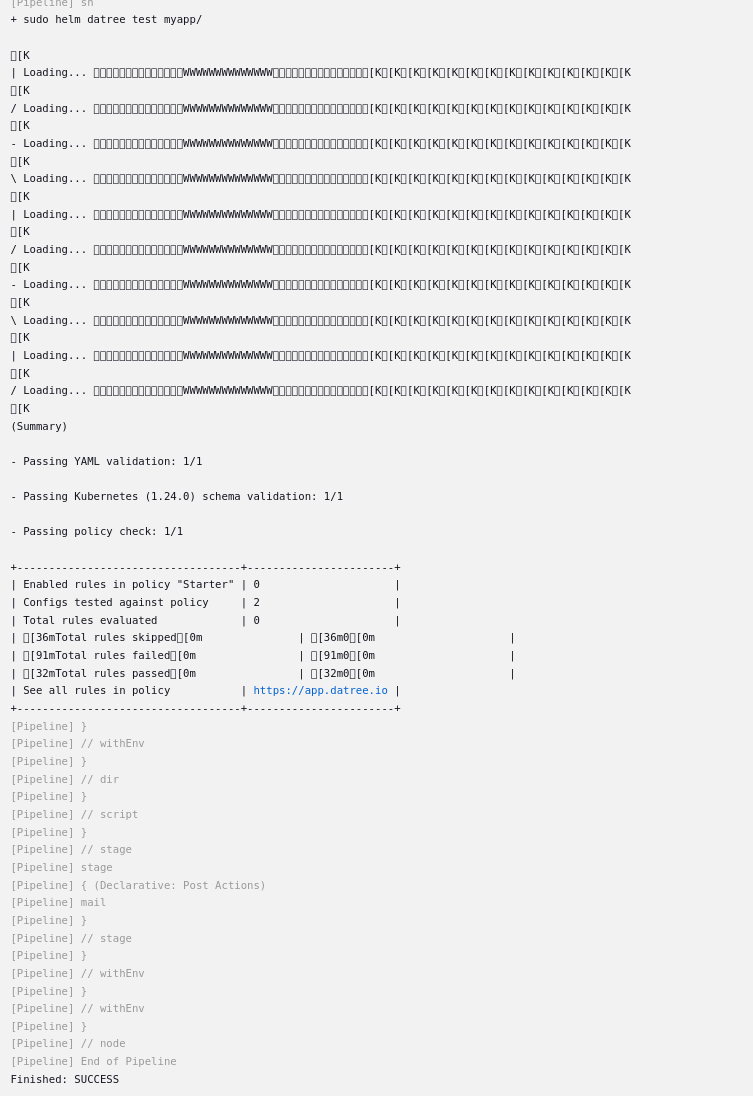 [Pipeline] sh
+ sudo helm datree test myapp/
[K
| Loading... WWWWWWWWWWWWWW[K[K[K[K[K[K[K[K[K[K[K[K[K[K
[K
/ Loading... WWWWWWWWWWWWWW[K[K[K[K[K[K[K[K[K[K[K[K[K[K
[K
- Loading... WWWWWWWWWWWWWW[K[K[K[K[K[K[K[K[K[K[K[K[K[K
[K
\ Loading... WWWWWWWWWWWWWW[K[K[K[K[K[K[K[K[K[K[K[K[K[K
[K
| Loading... WWWWWWWWWWWWWW[K[K[K[K[K[K[K[K[K[K[K[K[K[K
[K
/ Loading... WWWWWWWWWWWWWW[K[K[K[K[K[K[K[K[K[K[K[K[K[K
[K
- Loading... WWWWWWWWWWWWWW[K[K[K[K[K[K[K[K[K[K[K[K[K[K
[K
\ Loading... WWWWWWWWWWWWWW[K[K[K[K[K[K[K[K[K[K[K[K[K[K
[K
| Loading... WWWWWWWWWWWWWW[K[K[K[K[K[K[K[K[K[K[K[K[K[K
[K
/ Loading... WWWWWWWWWWWWWW[K[K[K[K[K[K[K[K[K[K[K[K[K[K
[K
(Summary)
- Passing YAML validation: 1/1
- Passing Kubernetes (1.24.0) schema validation: 1/1
- Passing policy check: 1/1
+-----------------------------------+-----------------------+
| Enabled rules in policy "Starter" | 0                     |
| Configs tested against policy     | 2                     |
| Total rules evaluated             | 0                     |
| [36mTotal rules skipped[0m               | [36m0[0m                     |
| [91mTotal rules failed[0m                | [91m0[0m                     |
| [32mTotal rules passed[0m                | [32m0[0m                     |
| See all rules in policy           | https://app.datree.io |
+-----------------------------------+-----------------------+
[Pipeline] }
[Pipeline] // withEnv
[Pipeline] }
[Pipeline] // dir
[Pipeline] }
[Pipeline] // script
[Pipeline] }
[Pipeline] // stage
[Pipeline] stage
[Pipeline] { (Declarative: Post Actions)
[Pipeline] mail
[Pipeline] }
[Pipeline] // stage
[Pipeline] }
[Pipeline] // withEnv
[Pipeline] }
[Pipeline] // withEnv
[Pipeline] }
[Pipeline] // node
[Pipeline] End of Pipeline
Finished: SUCCESS